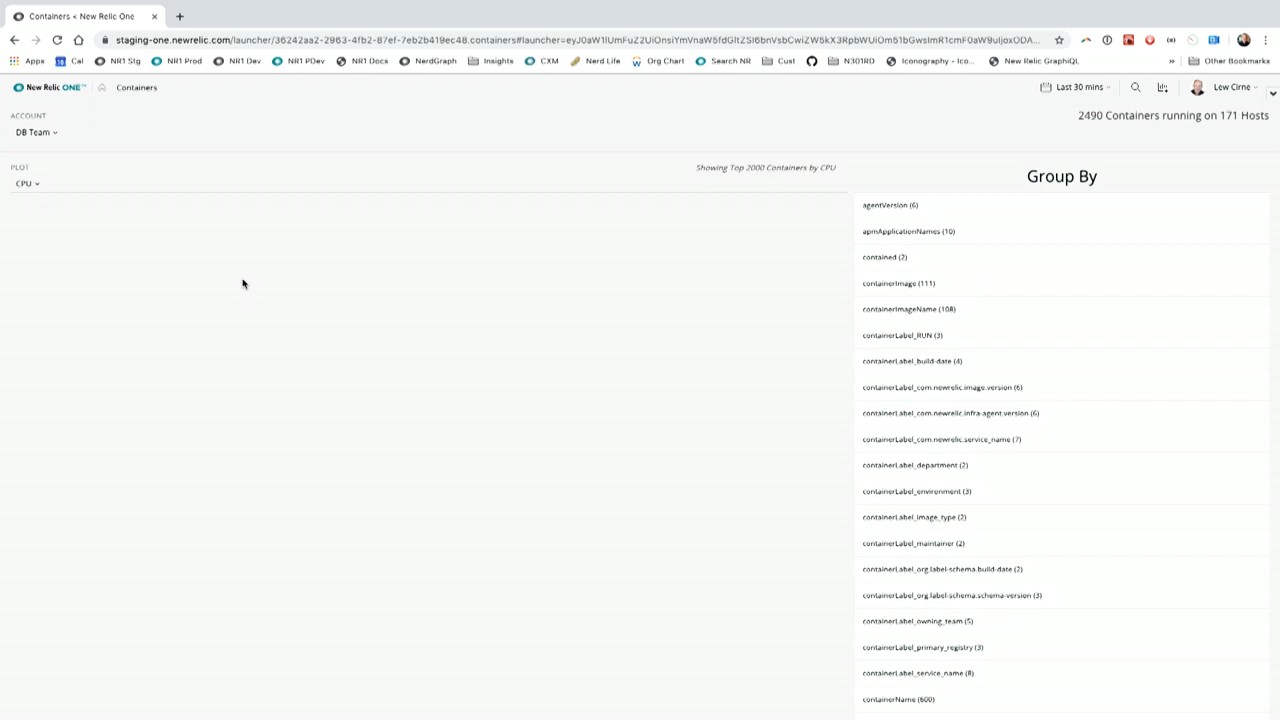 Containers < New Relic One
staging-one.newrelic.com/launcher/36242aa2-2963-4fb2-87ef-7eb2b419ec48.containers#launcher=
Apps Cal NR1 Stg NR1 Prod NR1 Dev NR1 PDev NR1 Docs NerdGraph Insights CXM Nerd Life Org Chart Search NR Cust N301RD Iconography - Ico... New Relic GraphiQL » Other Bookmarks
New Relic ONE™ Containers Last 30 mins Lew Cirne
ACCOUNT
DB Team
2490 Containers running on 171 Hosts
PLOT
CPU
Showing Top 2000 Containers by CPU
Group By
agentVersion (6)
apmApplicationNames (10)
contained (2)
containerImage (111)
containerImageName (108)
containerLabel_RUN (3)
containerLabel_build-date (4)
containerLabel_com.newrelic.image.version (6)
containerLabel_com.newrelic.infra-agent.version (6)
containerLabel_com.newrelic.service_name (7)
containerLabel_department (2)
containerLabel_environment (3)
containerLabel_image_type (2)
containerLabel_maintainer (2)
containerLabel_org.label-schema.build-date (2)
containerLabel_org.label-schema.schema-version (3)
containerLabel_owning_team (5)
containerLabel_primary_registry (3)
containerLabel_service_name (8)
containerName (600)